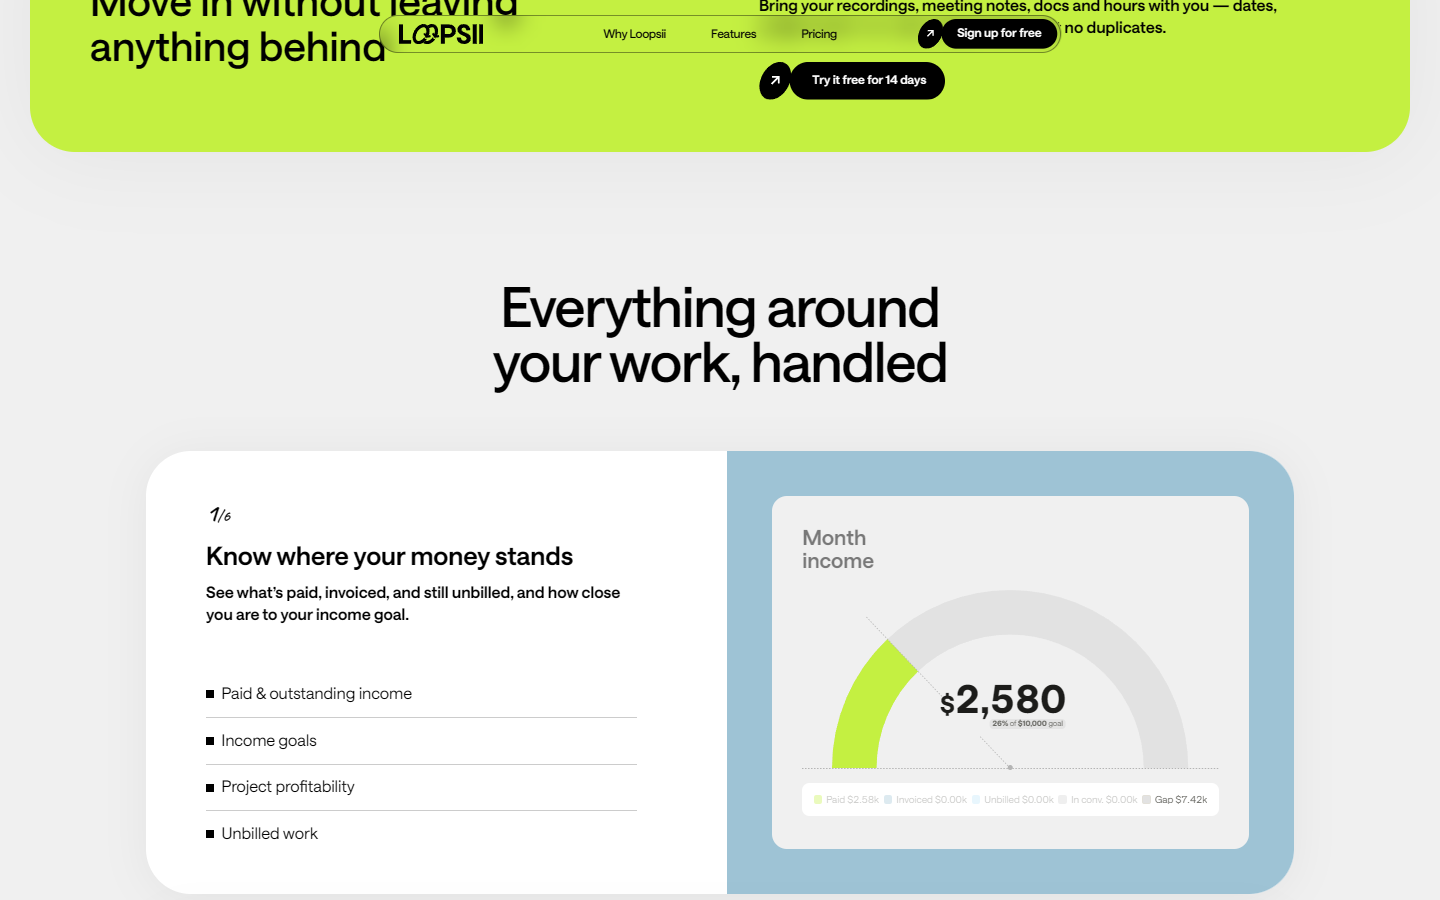 Move in without leaving
anything behind
Bring your recordings, meeting notes, docs and hours with you — dates,
no duplicates.
LOOPSII
Why Loopsii
Features
Pricing
Sign up for free
Try it free for 14 days
Everything around
your work, handled
1/6
Know where your money stands
See what’s paid, invoiced, and still unbilled, and how close
you are to your income goal.
Paid & outstanding income
Income goals
Project profitability
Unbilled work
Month
income
$2,580
26% of $10,000 goal
Paid $2.58k Invoiced $0.00k Unbilled $0.00k In conv. $0.00k Gap $7.42k